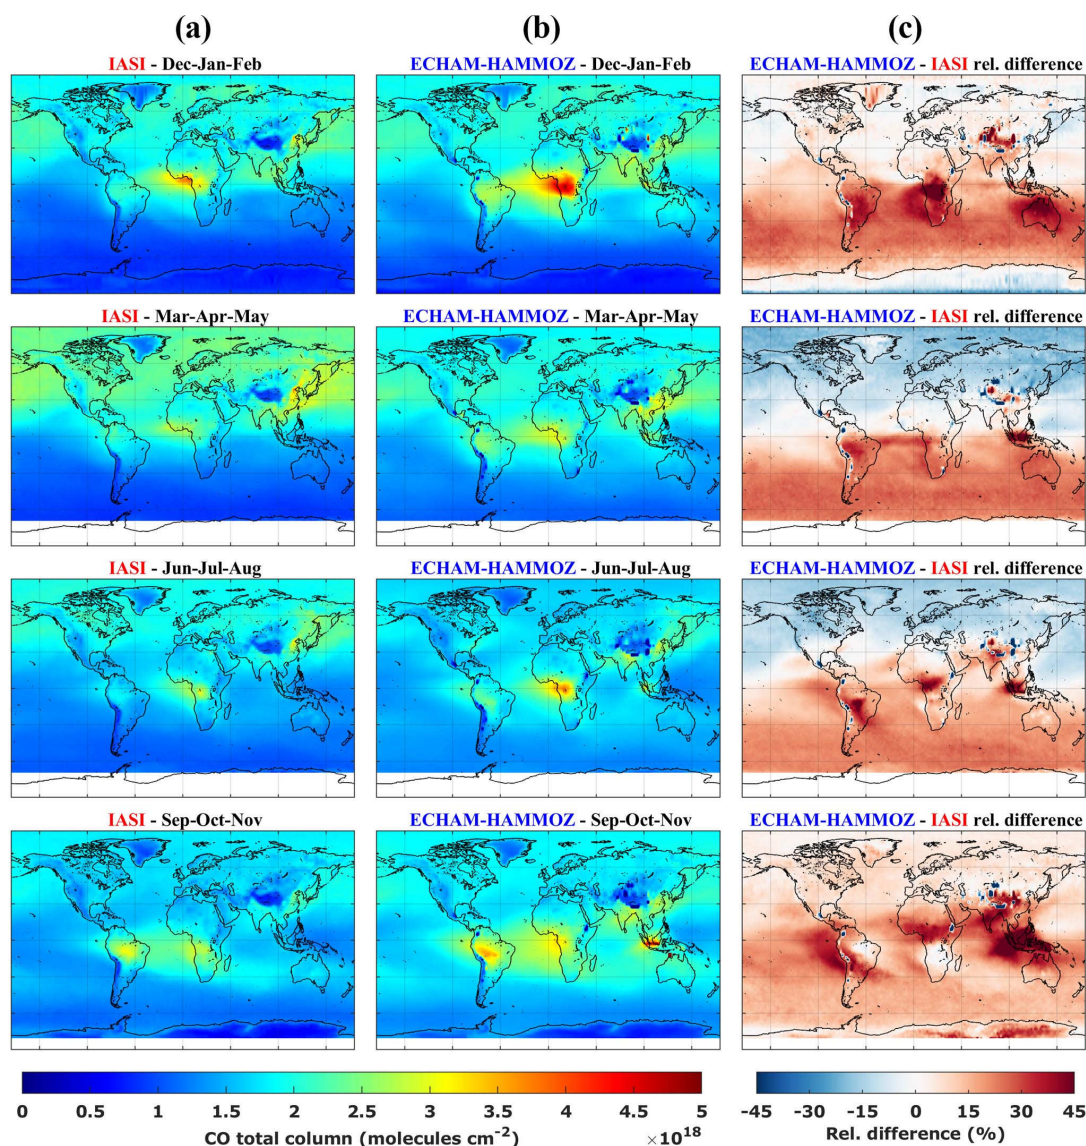 (a) (b) (c)
IASI - Dec-Jan-Feb ECHAM-HAMMOZ - Dec-Jan-Feb ECHAM-HAMMOZ - IASI rel. difference
IASI - Mar-Apr-May ECHAM-HAMMOZ - Mar-Apr-May ECHAM-HAMMOZ - IASI rel. difference
IASI - Jun-Jul-Aug ECHAM-HAMMOZ - Jun-Jul-Aug ECHAM-HAMMOZ - IASI rel. difference
IASI - Sep-Oct-Nov ECHAM-HAMMOZ - Sep-Oct-Nov ECHAM-HAMMOZ - IASI rel. difference
0 0.5 1 1.5 2 2.5 3 3.5 4 4.5 5 -45 -30 -15 0 15 30 45
CO total column (molecules cm⁻²) ×10¹⁸ Rel. difference (%)